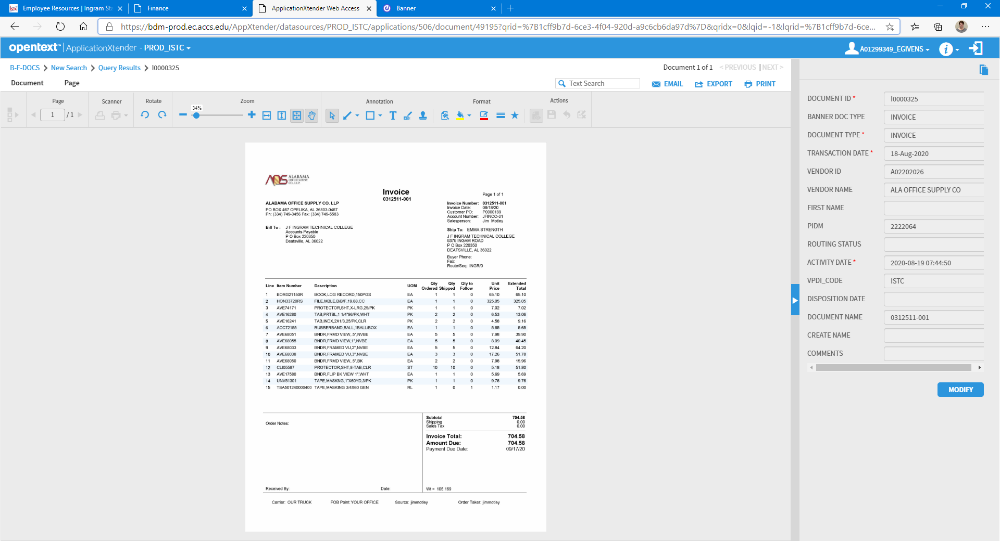 Employee Resources | Ingram Sta
Finance
ApplicationXtender Web Access
Banner
https://bdm-prod.ec.accs.edu/AppXtender/datasources/PROD_ISTC/applications/506/document/49195?qrid=%7B1cff9b7d-6ce3-4f04-920d-a9c6cb6da97d%7D&qridx=0&lqid=-1&lqrid=%7B1cff9b7d-6ce...
opentext™ | ApplicationXtender - PROD_ISTC
A01299349_EGIVENS
B-F-DOCS > New Search > Query Results > I0000325
Document 1 of 1 < PREVIOUS | NEXT >
Document Page
Text Search EMAIL EXPORT PRINT
Page Scanner Rotate Zoom Annotation Format Actions
34%
1 / 1
AOS ALABAMA
OFFICE SUPPLY
CO. L.L.P.
Invoice
0312511-001
Page 1 of 1
ALABAMA OFFICE SUPPLY CO. LLP
PO BOX 467 OPELIKA, AL 36803-0467
Ph: (334) 749-3456 Fax: (334) 749-5583
Bill To : J F INGRAM TECHNICAL COLLEGE
Accounts Payable
P O Box 220350
Deatsville, AL 36022
Invoice Number: 0312511-001
Invoice Date: 08/18/20
Customer PO: P0000189
Account Number: JFINCO-01
Salesperson: Jim Motley
Ship To: EMMA STRENGTH
J F INGRAM TECHNICAL COLLEGE
5375 INGAM ROAD
P O Box 220350
DEATSVILLE, AL 36022
Buyer Phone:
Fax:
Route/Seq: INGR/0
Line Item Number Description UOM Qty Ordered Qty Shipped Qty to Follow Unit Price Extended Total
1 BORG21150R BOOK,LOG RECORD,150PGS EA 1 1 0 65.10 65.10
2 HON33720RS FILE,MBLE,B/B/F,19.88,CC EA 1 1 0 325.05 325.05
3 AVE74171 PROTECTOR,SHT,X-LRG,25/PK PK 1 1 0 7.02 7.02
4 AVE16280 TAB,PRTBL,1 1/4"96/PK,WHT PK 2 2 0 6.53 13.06
5 AVE16241 TAB,INDX,2X1/3,25/PK,CLR PK 2 2 0 4.58 9.16
6 ACC72155 RUBBERBAND,BALL,1BALL/BOX EA 1 1 0 5.65 5.65
7 AVE68051 BNDR,FRMD VIEW,.5",NVBE EA 5 5 0 7.98 39.90
8 AVE68055 BNDR,FRMD VIEW,1",NVBE EA 5 5 0 8.09 40.45
9 AVE68033 BNDR,FRAMED VU,2",NVBE EA 5 5 0 12.84 64.20
10 AVE68038 BNDR,FRAMED VU,3",NVBE EA 3 3 0 17.26 51.78
11 AVE68050 BNDR,FRMD VIEW,.5",BK EA 2 2 0 7.98 15.96
12 CLI05587 PROTECTOR,SHT,8-TAB,CLR ST 10 10 0 5.18 51.80
13 AVE17580 BNDR,FLIP BK VIEW 1",WHT EA 1 1 0 5.69 5.69
14 UNV51301 TAPE,MASKNG,1"X60YD,3/PK PK 1 1 0 9.76 9.76
15 TSA501240000400 TAPE,MASKING 3/4X60 GEN RL 1 0 1 1.17 0.00
Order Notes:
Subtotal 704.58
Shipping 0.00
Sales Tax 0.00
Invoice Total: 704.58
Amount Due: 704.58
Payment Due Date: 09/17/20
Received By: Date: Wt = 105.169
Carrier: OUR TRUCK FOB Point:YOUR OFFICE Source: jimmotley Order Taker: jimmotley
DOCUMENT ID * I0000325
BANNER DOC TYPE INVOICE
DOCUMENT TYPE * INVOICE
TRANSACTION DATE * 18-Aug-2020
VENDOR ID A02202026
VENDOR NAME ALA OFFICE SUPPLY CO
FIRST NAME
PIDM 2222064
ROUTING STATUS
ACTIVITY DATE * 2020-08-19 07:44:50
VPDI_CODE ISTC
DISPOSITION DATE
DOCUMENT NAME 0312511-001
CREATE NAME
COMMENTS
MODIFY